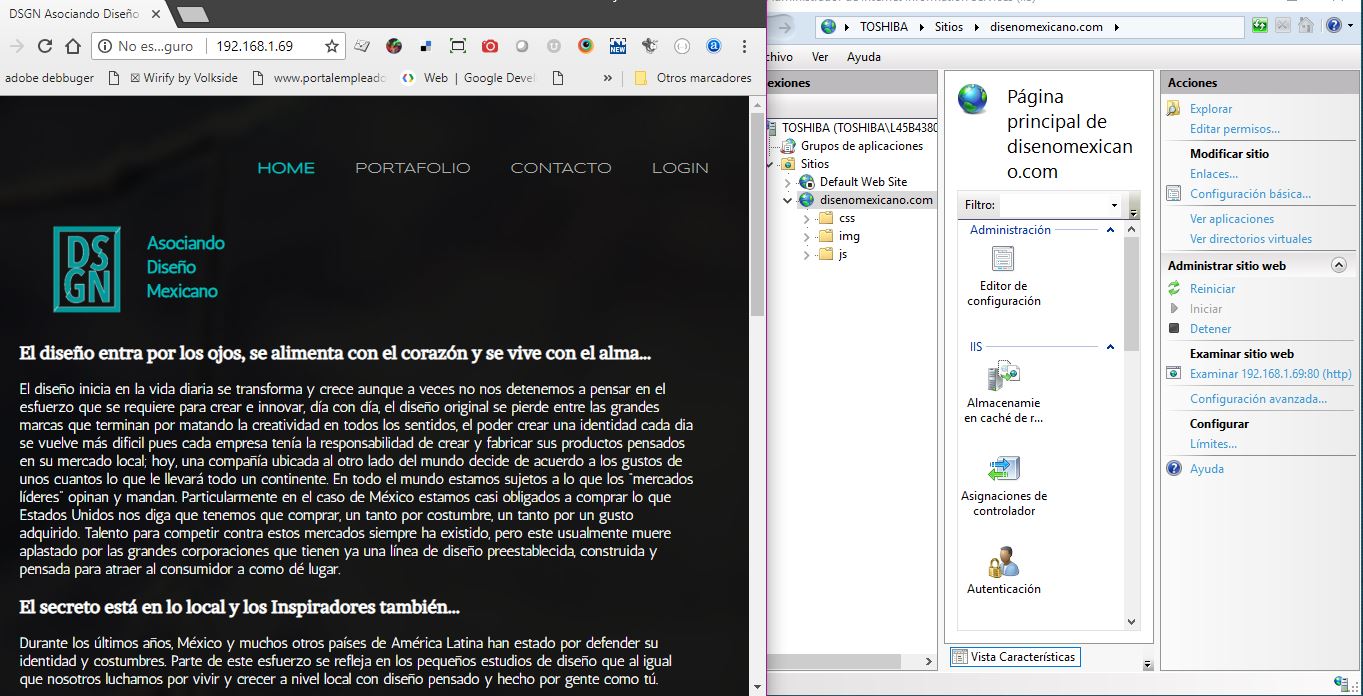 DSGN Asociando Diseño
No es...guro
192.168.1.69
adobe debbuger
Wirify by Volkside
www.portalemplead
Web | Google Devel
»
Otros marcadores
HOME
PORTAFOLIO
CONTACTO
LOGIN
DS
GN
Asociando
Diseño
Mexicano
El diseño entra por los ojos, se alimenta con el corazón y se vive con el alma...
El diseño inicia en la vida diaria se transforma y crece aunque a veces no nos detenemos a pensar en el
esfuerzo que se requiere para crear e innovar, día con día, el diseño original se pierde entre las grandes
marcas que terminan por matando la creatividad en todos los sentidos, el poder crear una identidad cada dia
se vuelve más dificil pues cada empresa tenía la responsabilidad de crear y fabricar sus productos pensados
en su mercado local; hoy, una compañía ubicada al otro lado del mundo decide de acuerdo a los gustos de
unos cuantos lo que le llevará todo un continente. En todo el mundo estamos sujetos a lo que los "mercados
líderes" opinan y mandan. Particularmente en el caso de México estamos casi obligados a comprar lo que
Estados Unidos nos diga que tenemos que comprar, un tanto por costumbre, un tanto por un gusto
adquirido. Talento para competir contra estos mercados siempre ha existido, pero este usualmente muere
aplastado por las grandes corporaciones que tienen ya una línea de diseño preestablecida, construida y
pensada para atraer al consumidor a como dé lugar.
El secreto está en lo local y los Inspiradores también...
Durante los últimos años, México y muchos otros países de América Latina han estado por defender su
identidad y costumbres. Parte de este esfuerzo se refleja en los pequeños estudios de diseño que al igual
que nosotros luchamos por vivir y crecer a nivel local con diseño pensado y hecho por gente como tú.
TOSHIBA
Sitios
disenomexicano.com
chivo
Ver
Ayuda
exiones
TOSHIBA (TOSHIBA\L45B4380
Grupos de aplicaciones
Sitios
Default Web Site
disenomexicano.com
css
img
js
Página
principal de
disenomexican
o.com
Filtro:
Administración
Editor de
configuración
IIS
Almacenamie
en caché de r...
Asignaciones de
controlador
Autenticación
Vista Características
Acciones
Explorar
Editar permisos...
Modificar sitio
Enlaces...
Configuración básica...
Ver aplicaciones
Ver directorios virtuales
Administrar sitio web
Reiniciar
Iniciar
Detener
Examinar sitio web
Examinar 192.168.1.69:80 (http)
Configuración avanzada...
Configurar
Límites...
Ayuda